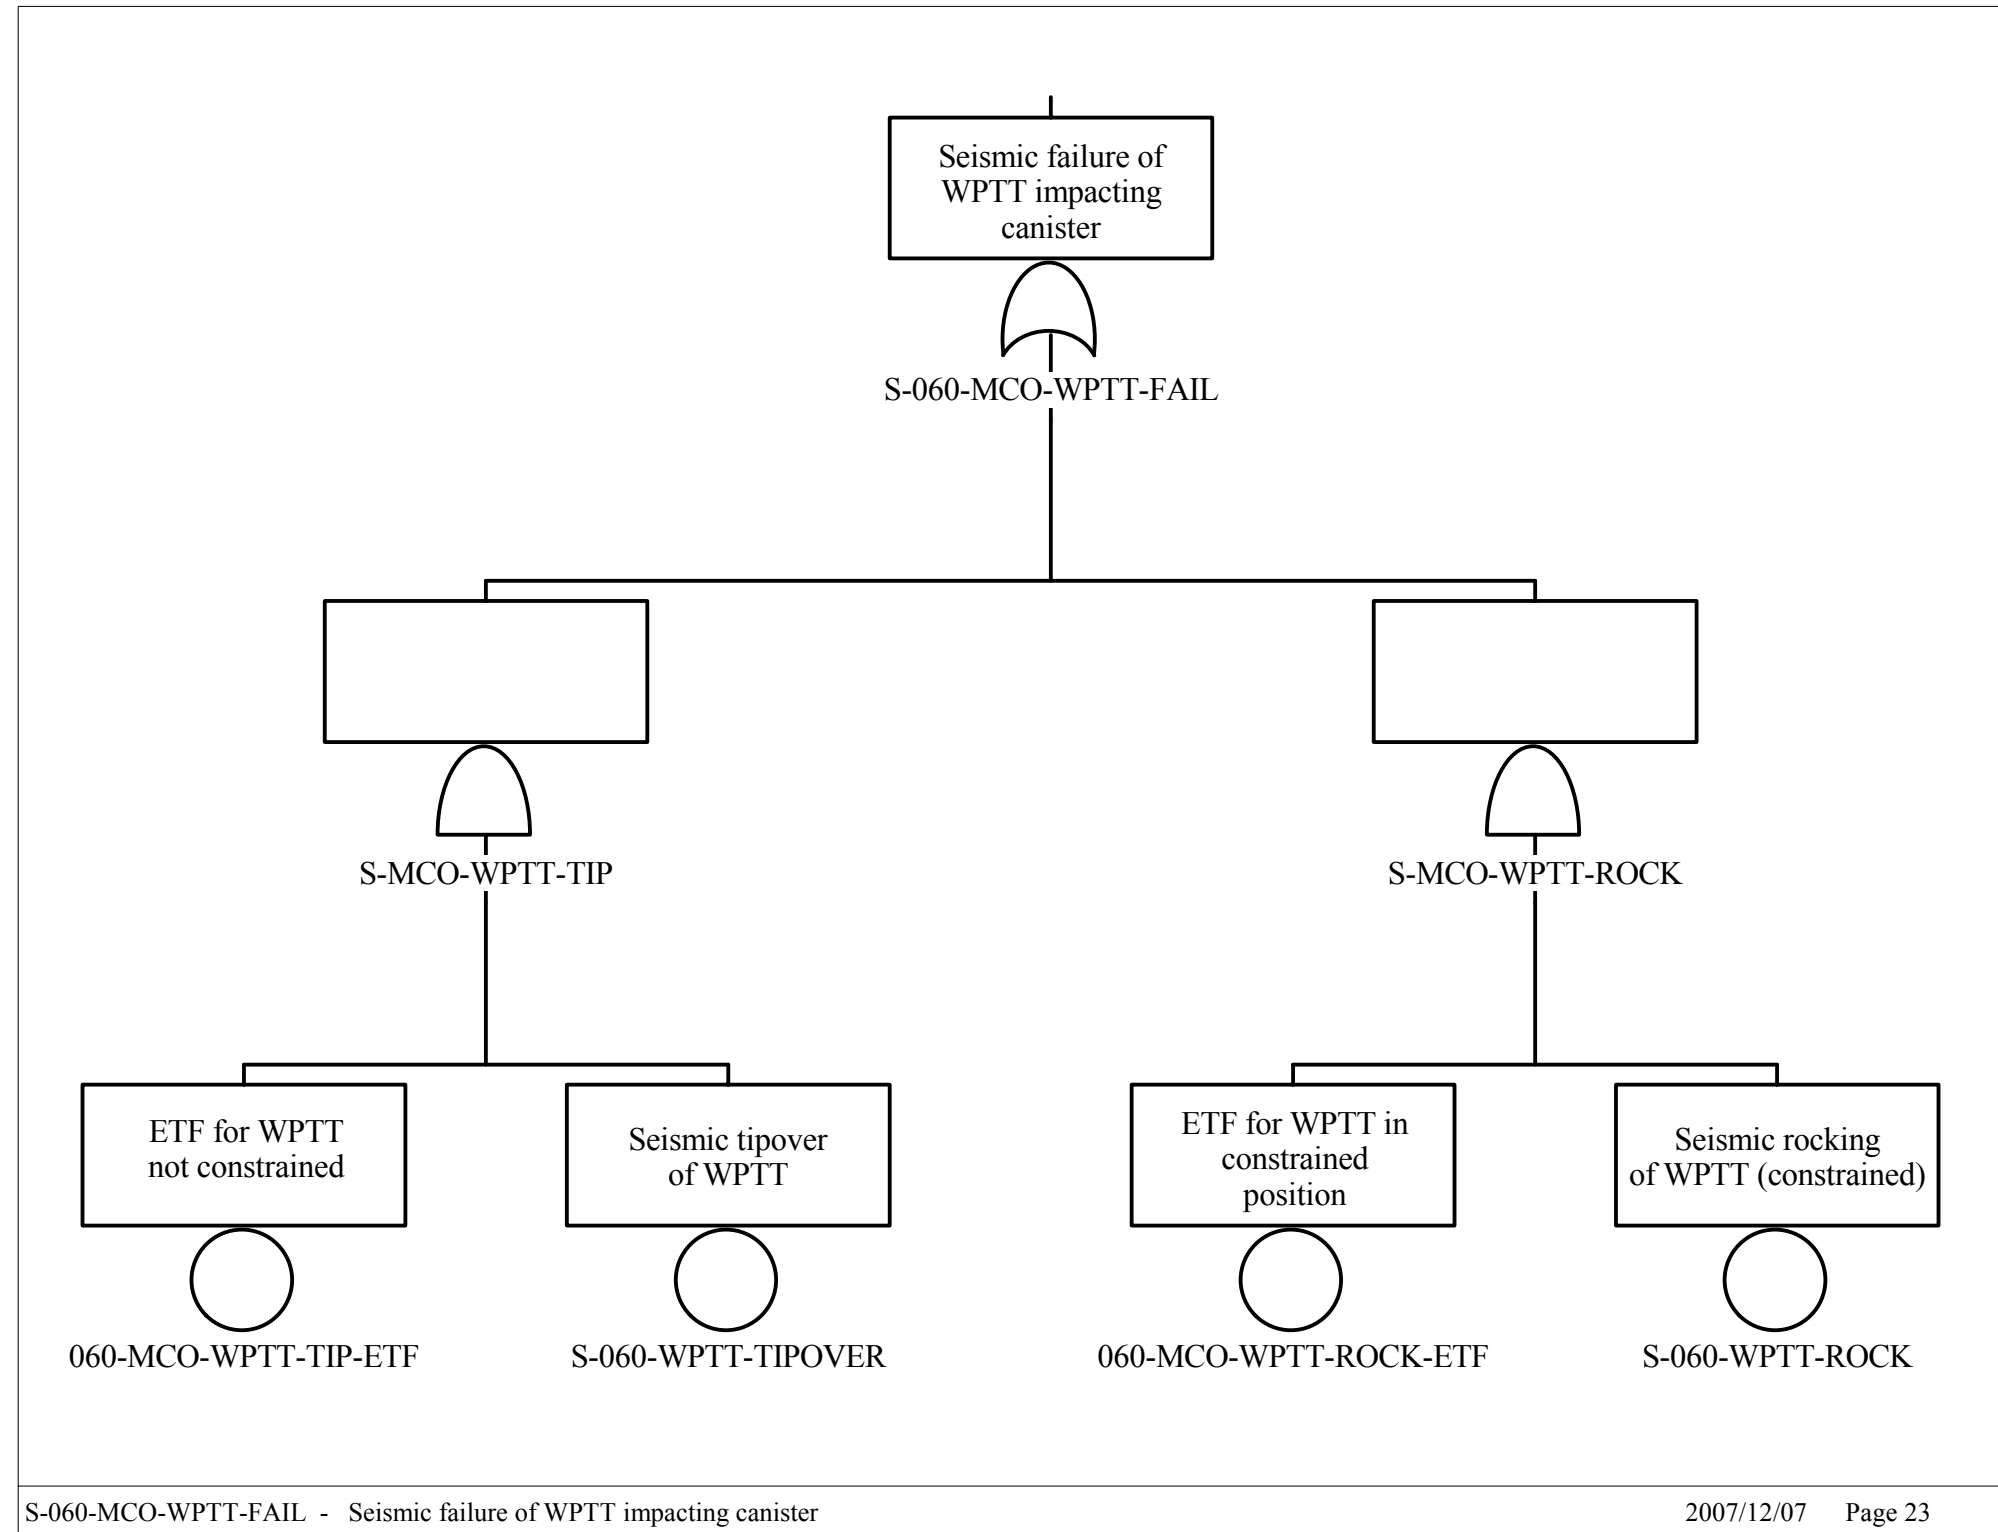 Seismic failure of
WPTT impacting
canister
S-060-MCO-WPTT-FAIL
S-MCO-WPTT-TIP
S-MCO-WPTT-ROCK
ETF for WPTT
not constrained
Seismic tipover
of WPTT
ETF for WPTT in
constrained
position
Seismic rocking
of WPTT (constrained)
060-MCO-WPTT-TIP-ETF
S-060-WPTT-TIPOVER
060-MCO-WPTT-ROCK-ETF
S-060-WPTT-ROCK
S-060-MCO-WPTT-FAIL - Seismic failure of WPTT impacting canister
2007/12/07 Page 23